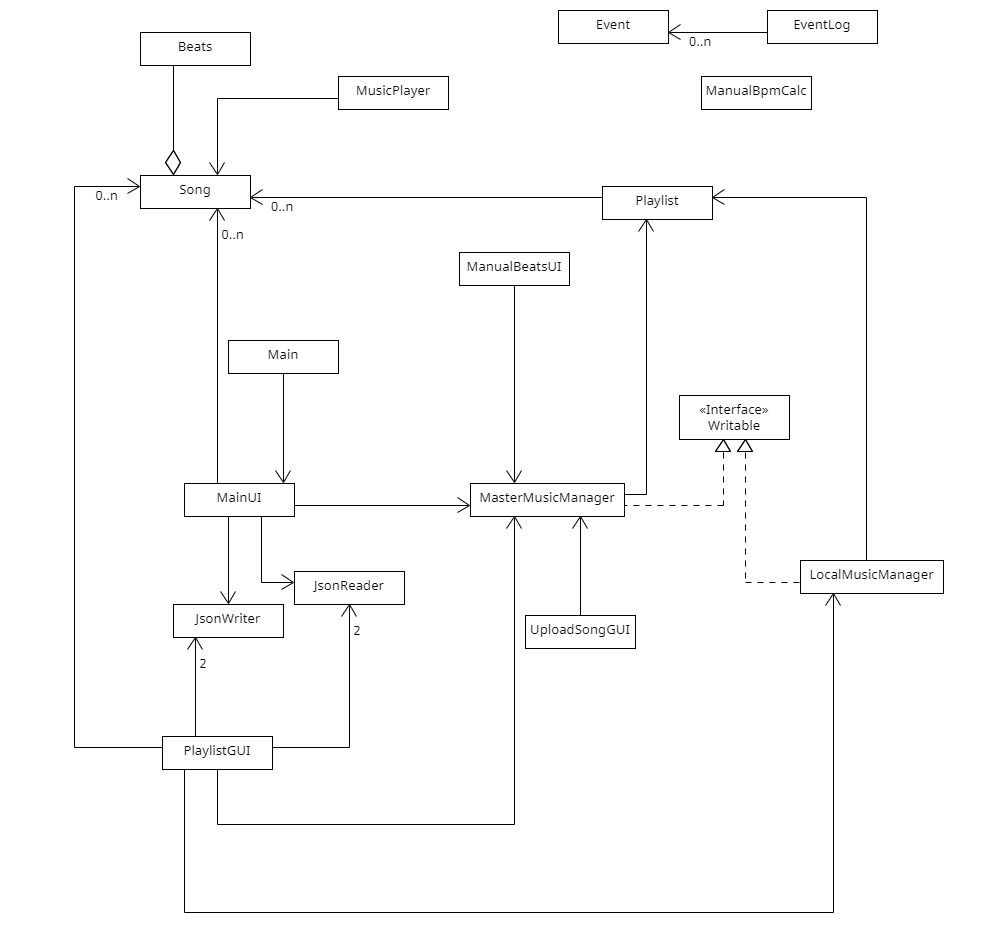 Event
EventLog
0..n
Beats
MusicPlayer
ManualBpmCalc
Song
0..n
0..n
Playlist
0..n
ManualBeatsUI
Main
«Interface»
Writable
MainUI
MasterMusicManager
LocalMusicManager
JsonReader
JsonWriter
2
UploadSongGUI
2
PlaylistGUI